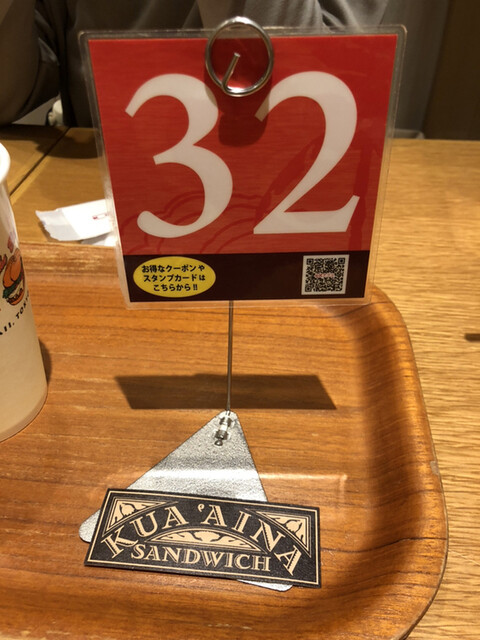 32
お得なクーポンや
スタンプカードは
こちらから!!
KUA 'AINA
SANDWICH